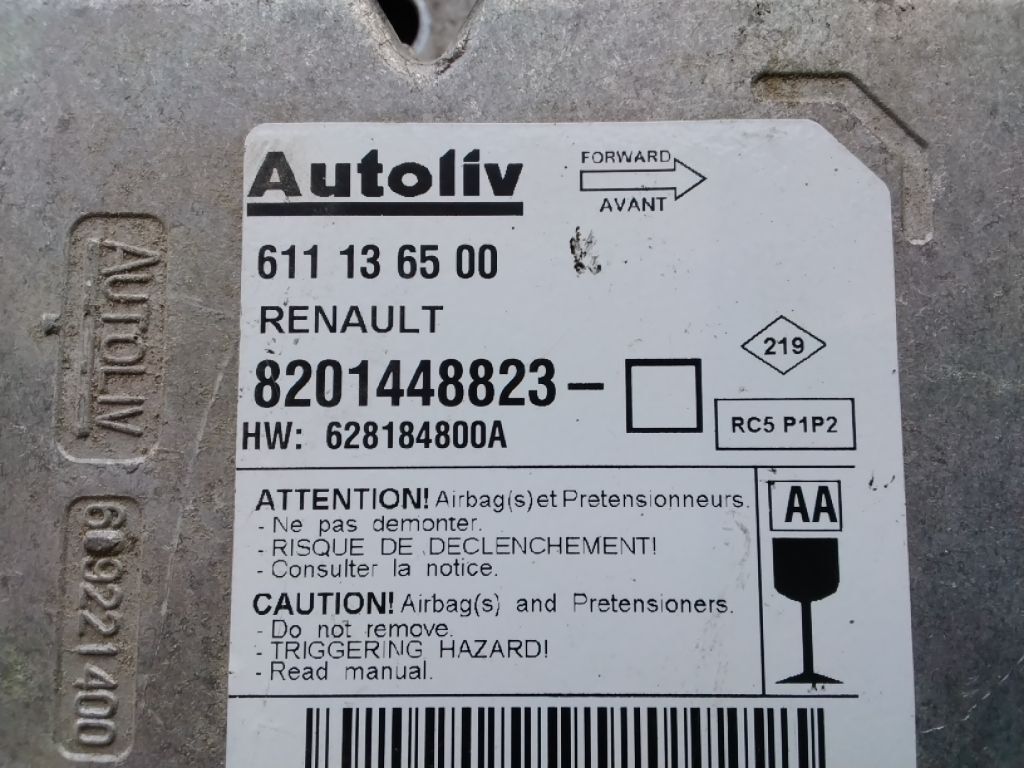 Autoliv
FORWARD
AVANT
611 13 65 00
RENAULT
8201448823 –
219
HW: 628184800A
RC5 P1P2
ATTENTION! Airbag(s) et Pretensionneurs.
- Ne pas demonter.
- RISQUE DE DECLENCHEMENT!
- Consulter la notice.
AA
CAUTION! Airbag(s) and Pretensioners.
- Do not remove.
- TRIGGERING HAZARD!
- Read manual.
AUTOLIV
609221400